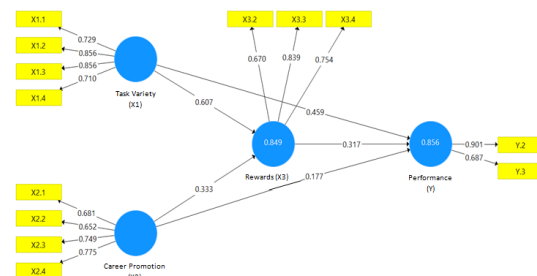 X1.1
X1.2
X1.3
X1.4
0.729
0.856
0.856
0.710
Task Variety
(X1)
X3.2
X3.3
X3.4
0.670
0.839
0.754
0.607
0.459
0.849
Rewards (X3)
0.317
0.856
Performance
(Y)
0.901
0.687
Y.2
Y.3
0.333
0.177
X2.1
X2.2
X2.3
X2.4
0.681
0.652
0.749
0.775
Career Promotion